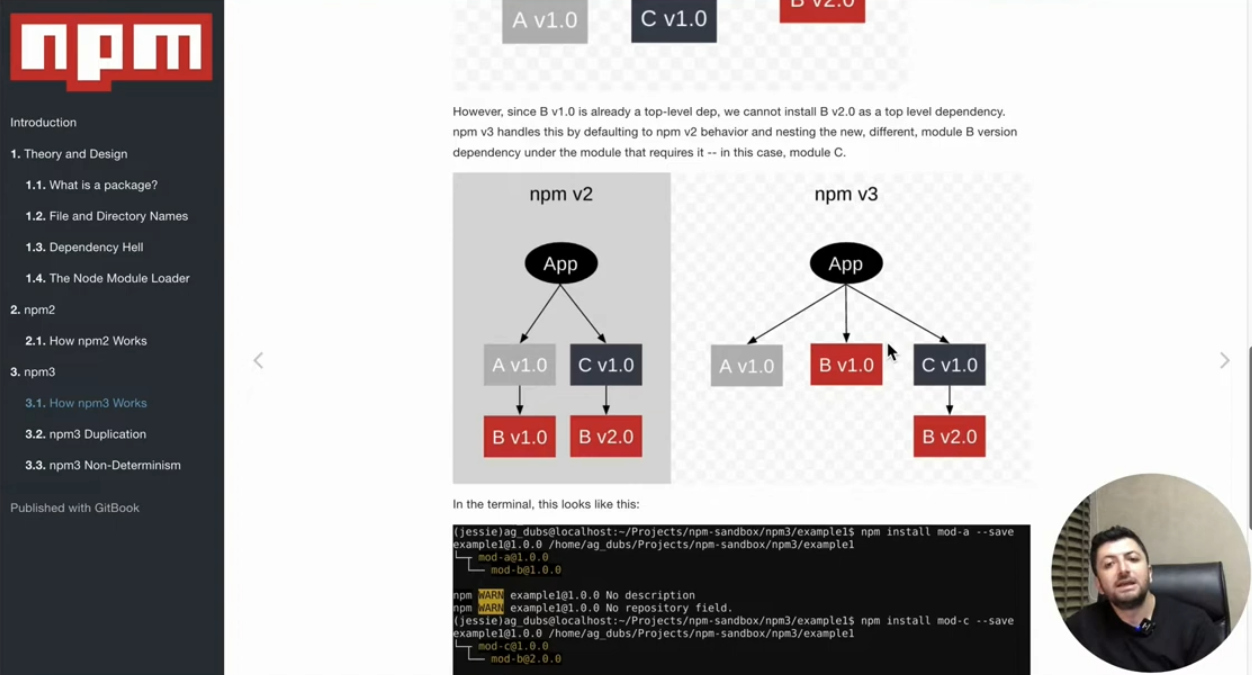 npm
Introduction
1. Theory and Design
1.1. What is a package?
1.2. File and Directory Names
1.3. Dependency Hell
1.4. The Node Module Loader
2. npm2
2.1. How npm2 Works
3. npm3
3.1. How npm3 Works
3.2. npm3 Duplication
3.3. npm3 Non-Determinism
Published with GitBook
A v1.0
C v1.0
B v2.0
However, since B v1.0 is already a top-level dep, we cannot install B v2.0 as a top level dependency.
npm v3 handles this by defaulting to npm v2 behavior and nesting the new, different, module B version
dependency under the module that requires it -- in this case, module C.
npm v2
App
A v1.0
C v1.0
B v1.0
B v2.0
npm v3
App
A v1.0
B v1.0
C v1.0
B v2.0
In the terminal, this looks like this:
(jessie)ag_dubs@localhost:~/Projects/npm-sandbox/npm3/example1$ npm install mod-a --save
example1@1.0.0 /home/ag_dubs/Projects/npm-sandbox/npm3/example1
mod-a@1.0.0
mod-b@1.0.0
npm WARN example1@1.0.0 No description
npm WARN example1@1.0.0 No repository field.
(jessie)ag_dubs@localhost:~/Projects/npm-sandbox/npm3/example1$ npm install mod-c --save
example1@1.0.0 /home/ag_dubs/Projects/npm-sandbox/npm3/example1
mod-c@1.0.0
mod-b@2.0.0